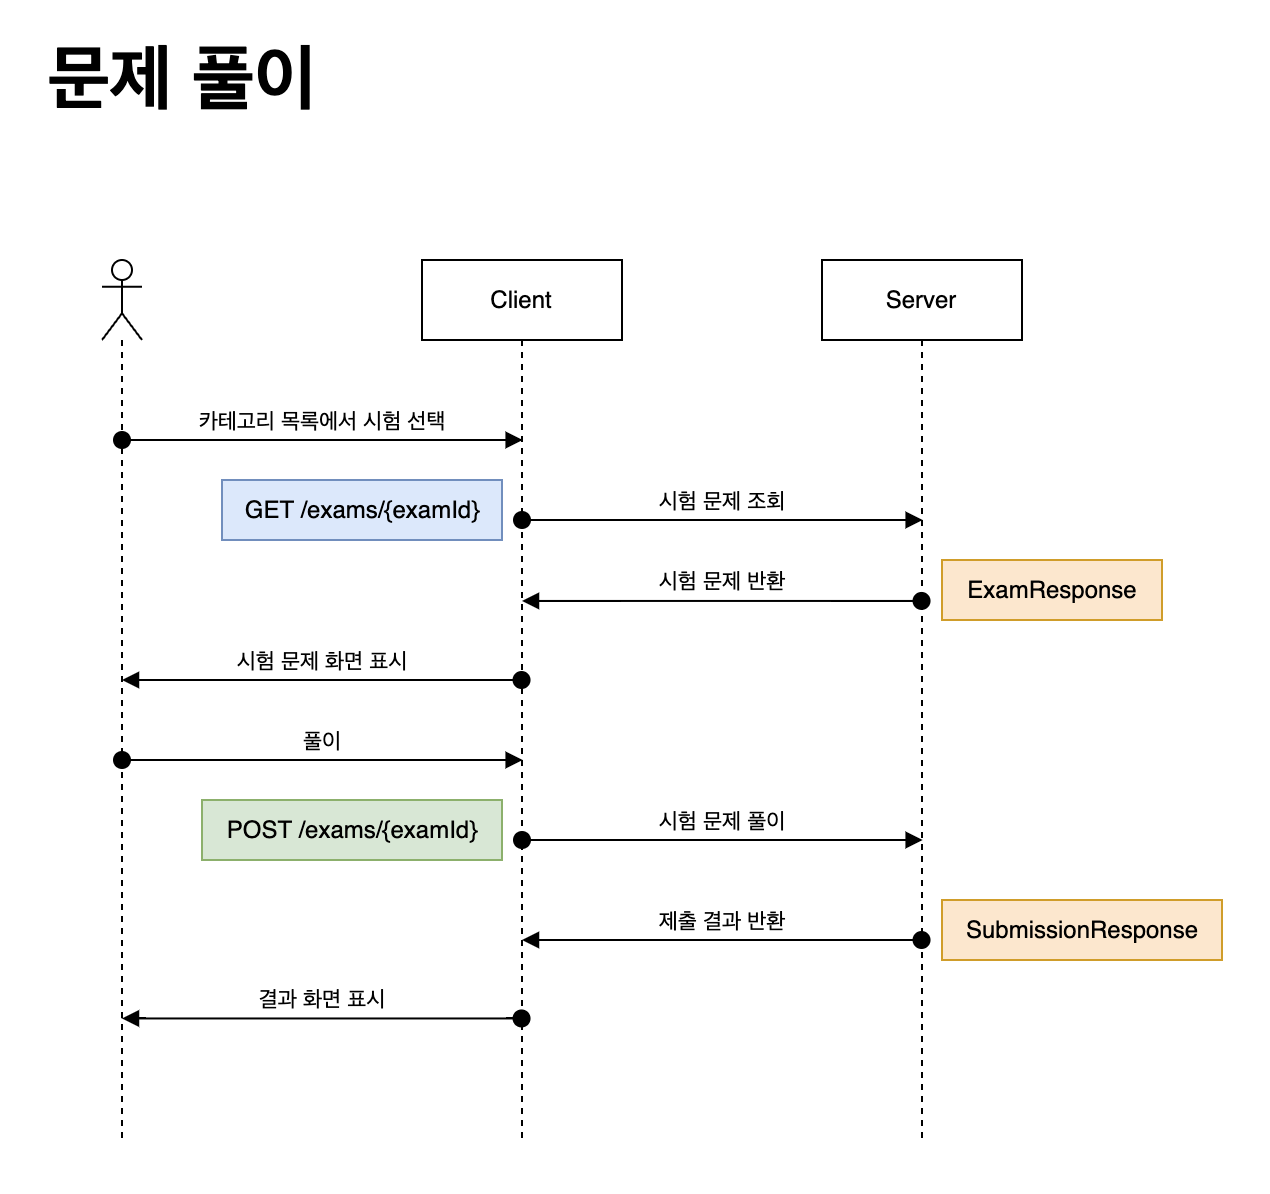 문제 풀이
Client
Server
카테고리 목록에서 시험 선택
GET /exams/{examId}
시험 문제 조회
시험 문제 반환
ExamResponse
시험 문제 화면 표시
풀이
POST /exams/{examId}
시험 문제 풀이
제출 결과 반환
SubmissionResponse
결과 화면 표시